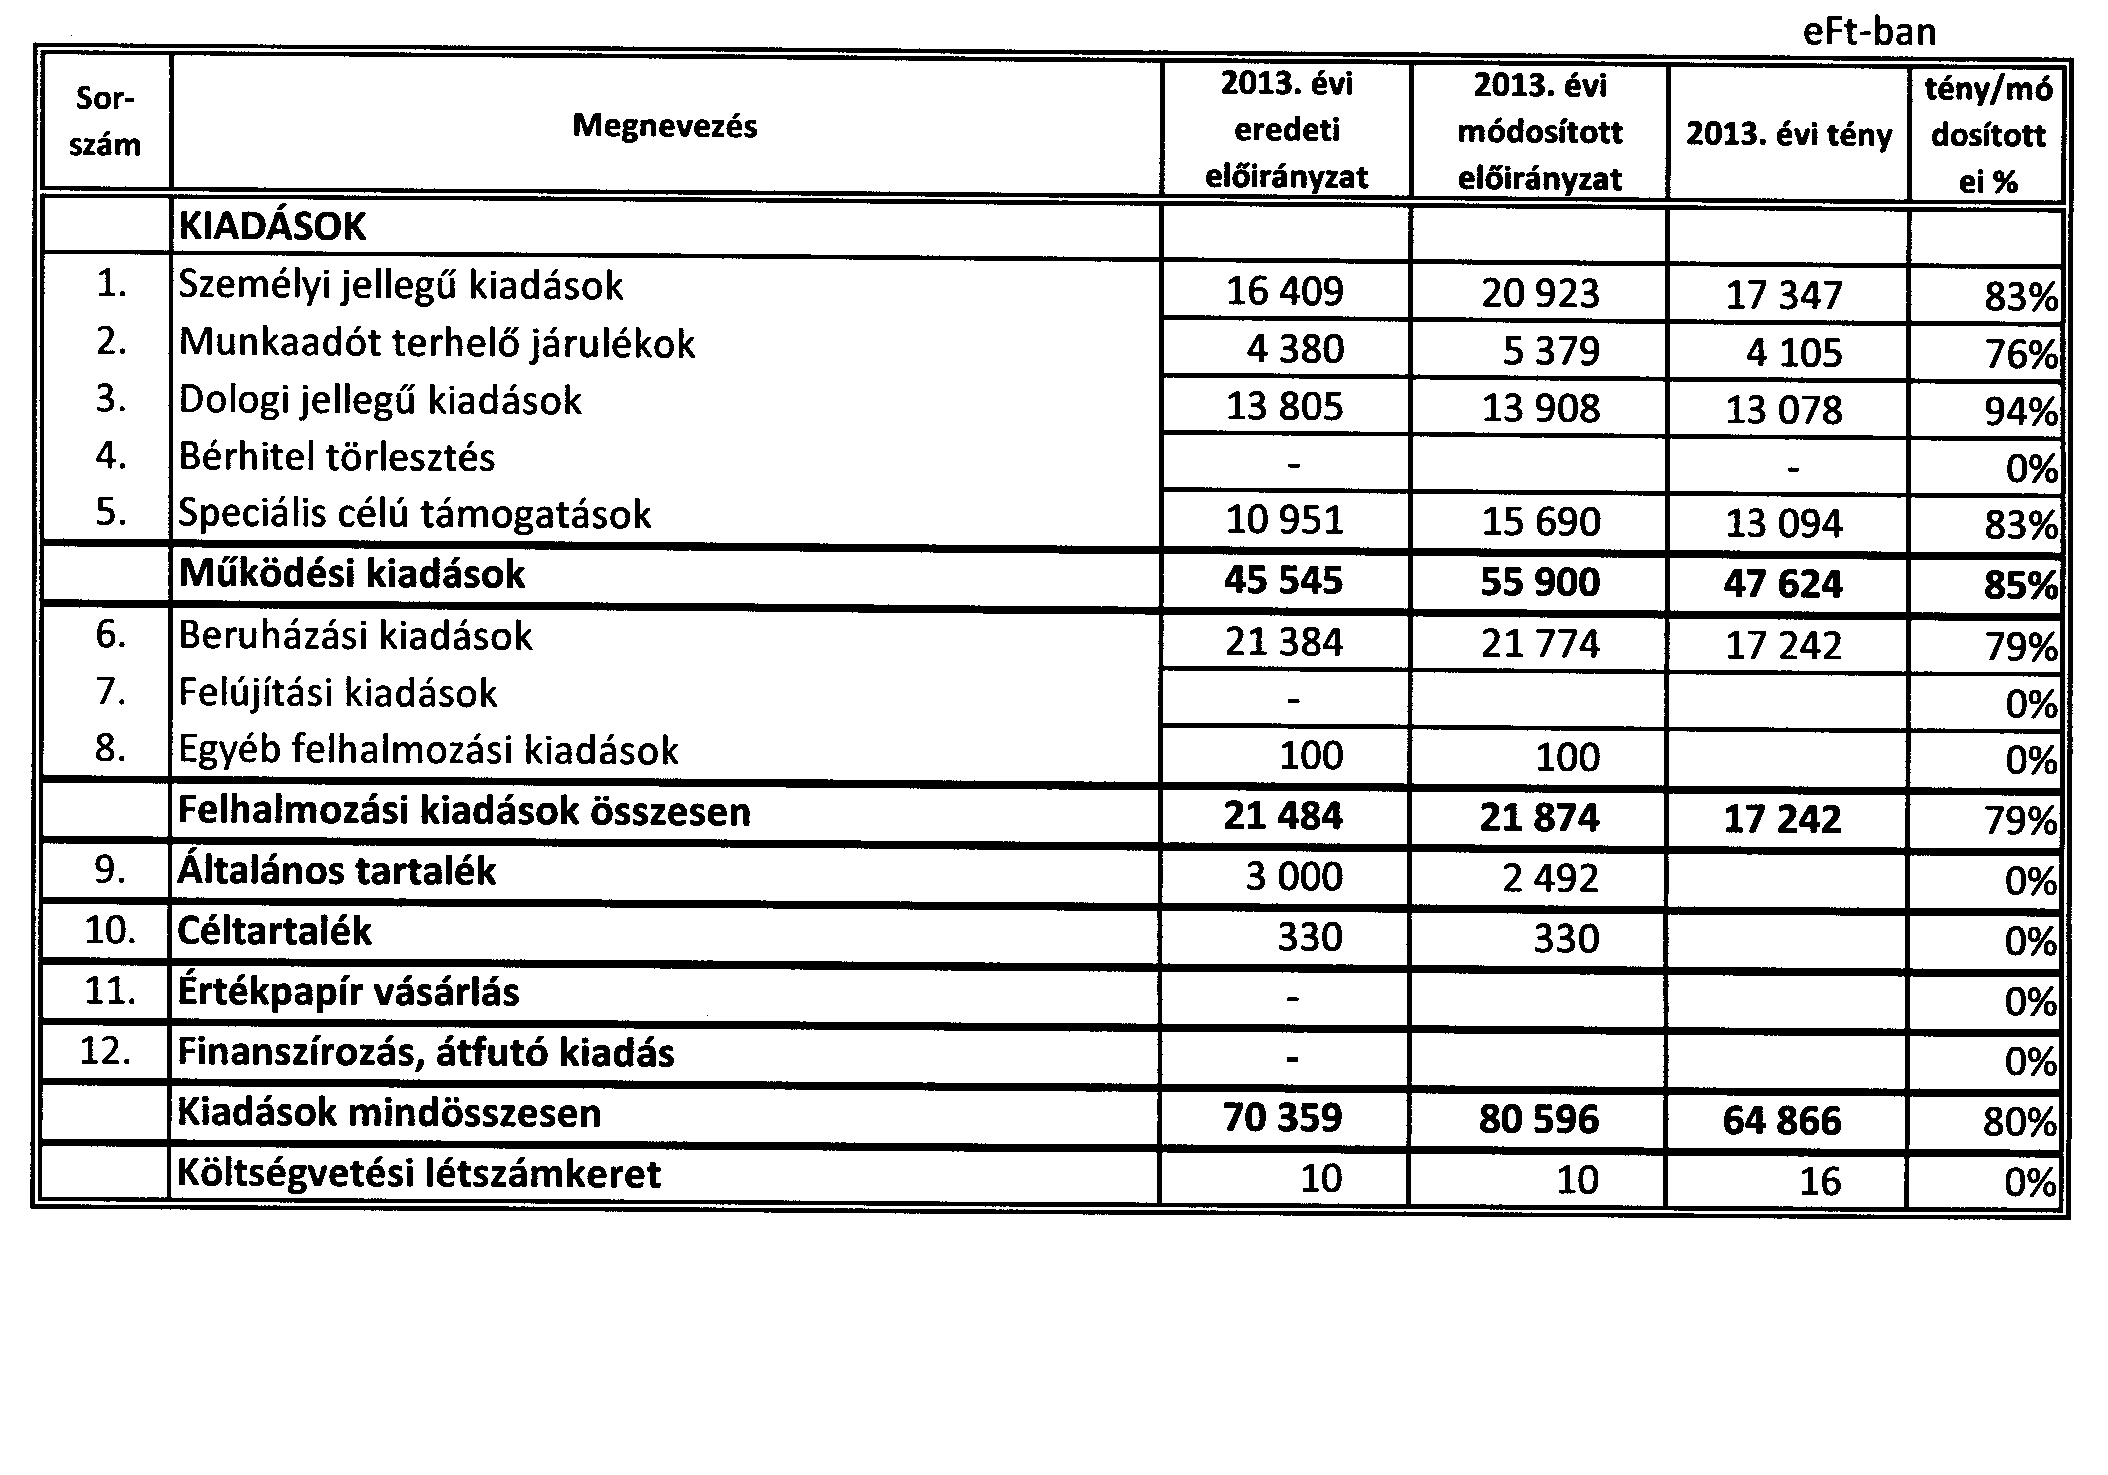 eFt-ban
Sor-szám Megnevezés 2013. évi eredeti előirányzat 2013. évi módosított előirányzat 2013. évi tény tény/mó dosított ei %
KIADÁSOK
1. Személyi jellegű kiadások 16 409 20 923 17 347 83%
2. Munkaadót terhelő járulékok 4 380 5 379 4 105 76%
3. Dologi jellegű kiadások 13 805 13 908 13 078 94%
4. Bérhitel törlesztés - - 0%
5. Speciális célú támogatások 10 951 15 690 13 094 83%
Működési kiadások 45 545 55 900 47 624 85%
6. Beruházási kiadások 21 384 21 774 17 242 79%
7. Felújítási kiadások - 0%
8. Egyéb felhalmozási kiadások 100 100 0%
Felhalmozási kiadások összesen 21 484 21 874 17 242 79%
9. Általános tartalék 3 000 2 492 0%
10. Céltartalék 330 330 0%
11. Értékpapír vásárlás - 0%
12. Finanszírozás, átfutó kiadás - 0%
Kiadások mindösszesen 70 359 80 596 64 866 80%
Költségvetési létszámkeret 10 10 16 0%